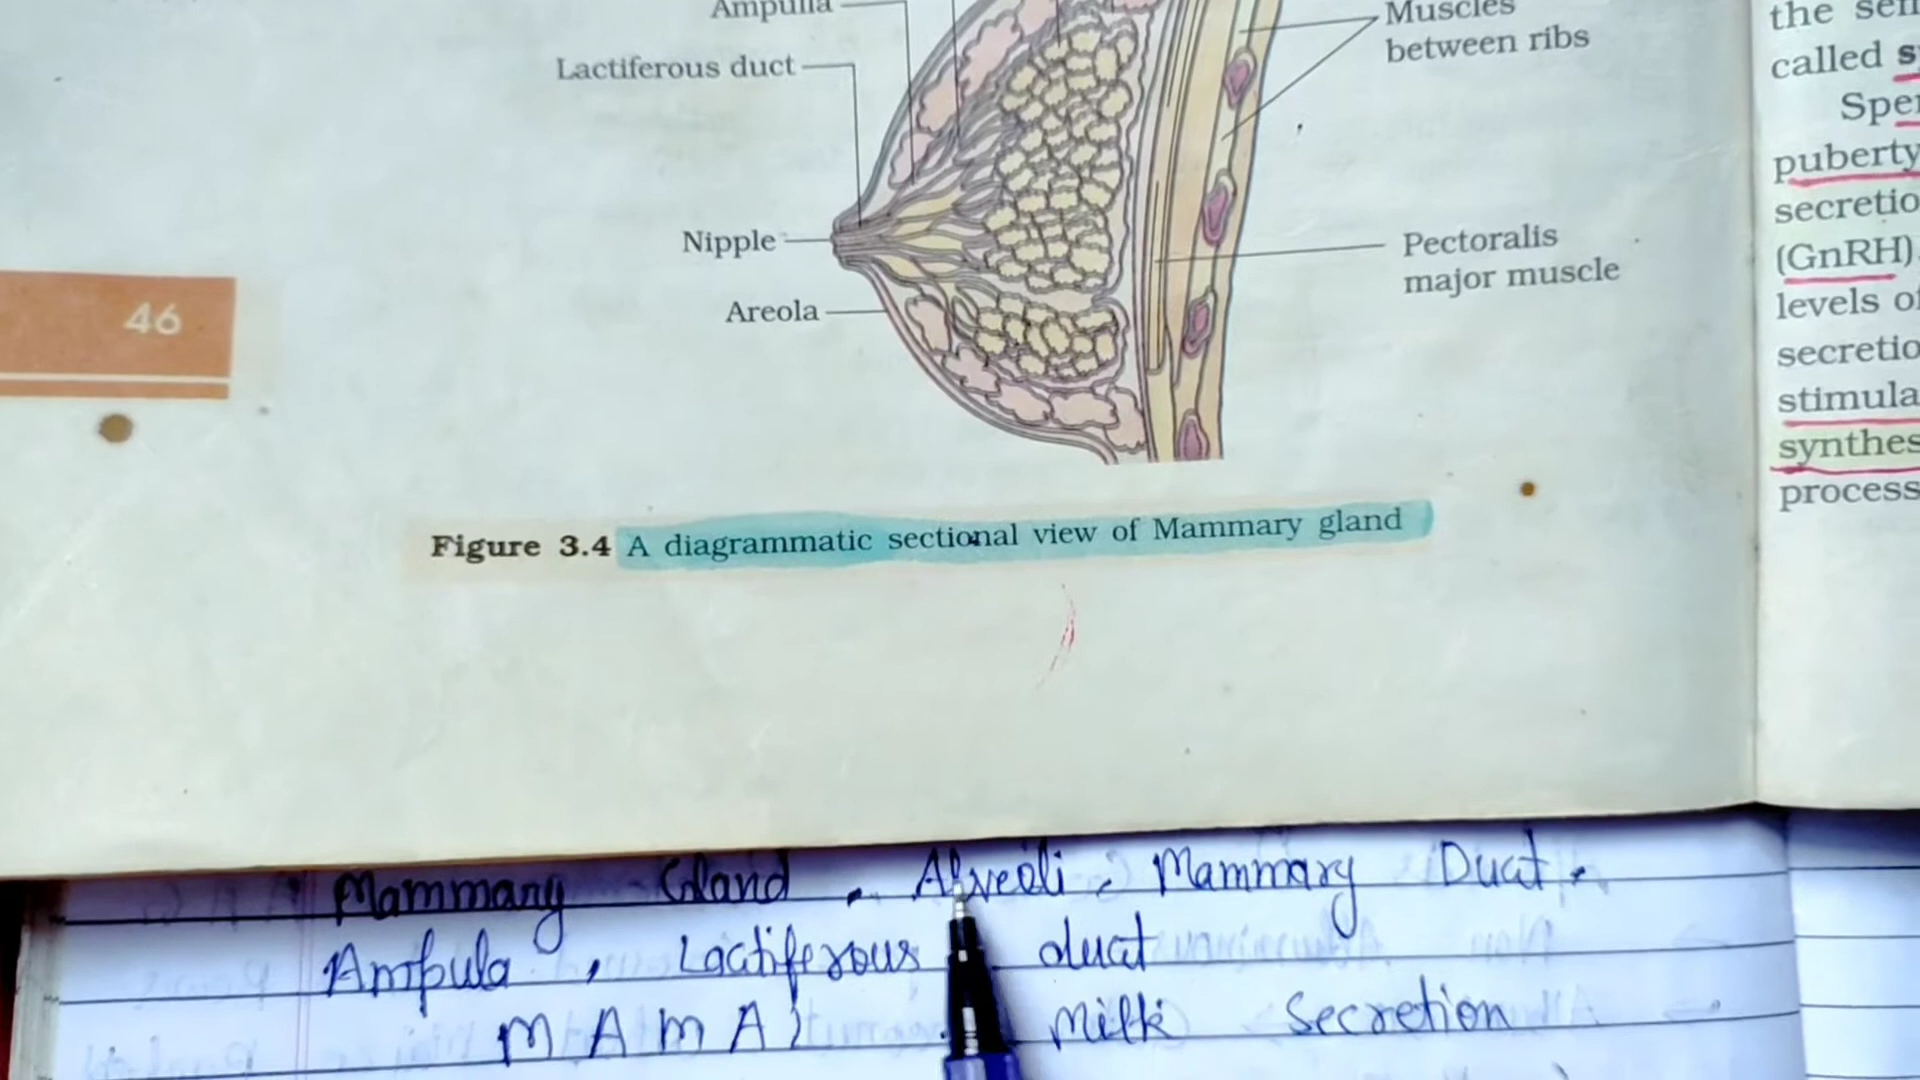 Ampulla
Lactiferous duct
Nipple
Areola
Muscles
between ribs
Pectoralis
major muscle
46
Figure 3.4 A diagrammatic sectional view of Mammary gland
the
called
puberty
secretio
(GnRH)
levels of
secretio
stimula
synthes
process
Mammary Gland, Alveoli, Mammary Duct,
Ampula, Lactiferous duct
M A M A L Milk Secretion